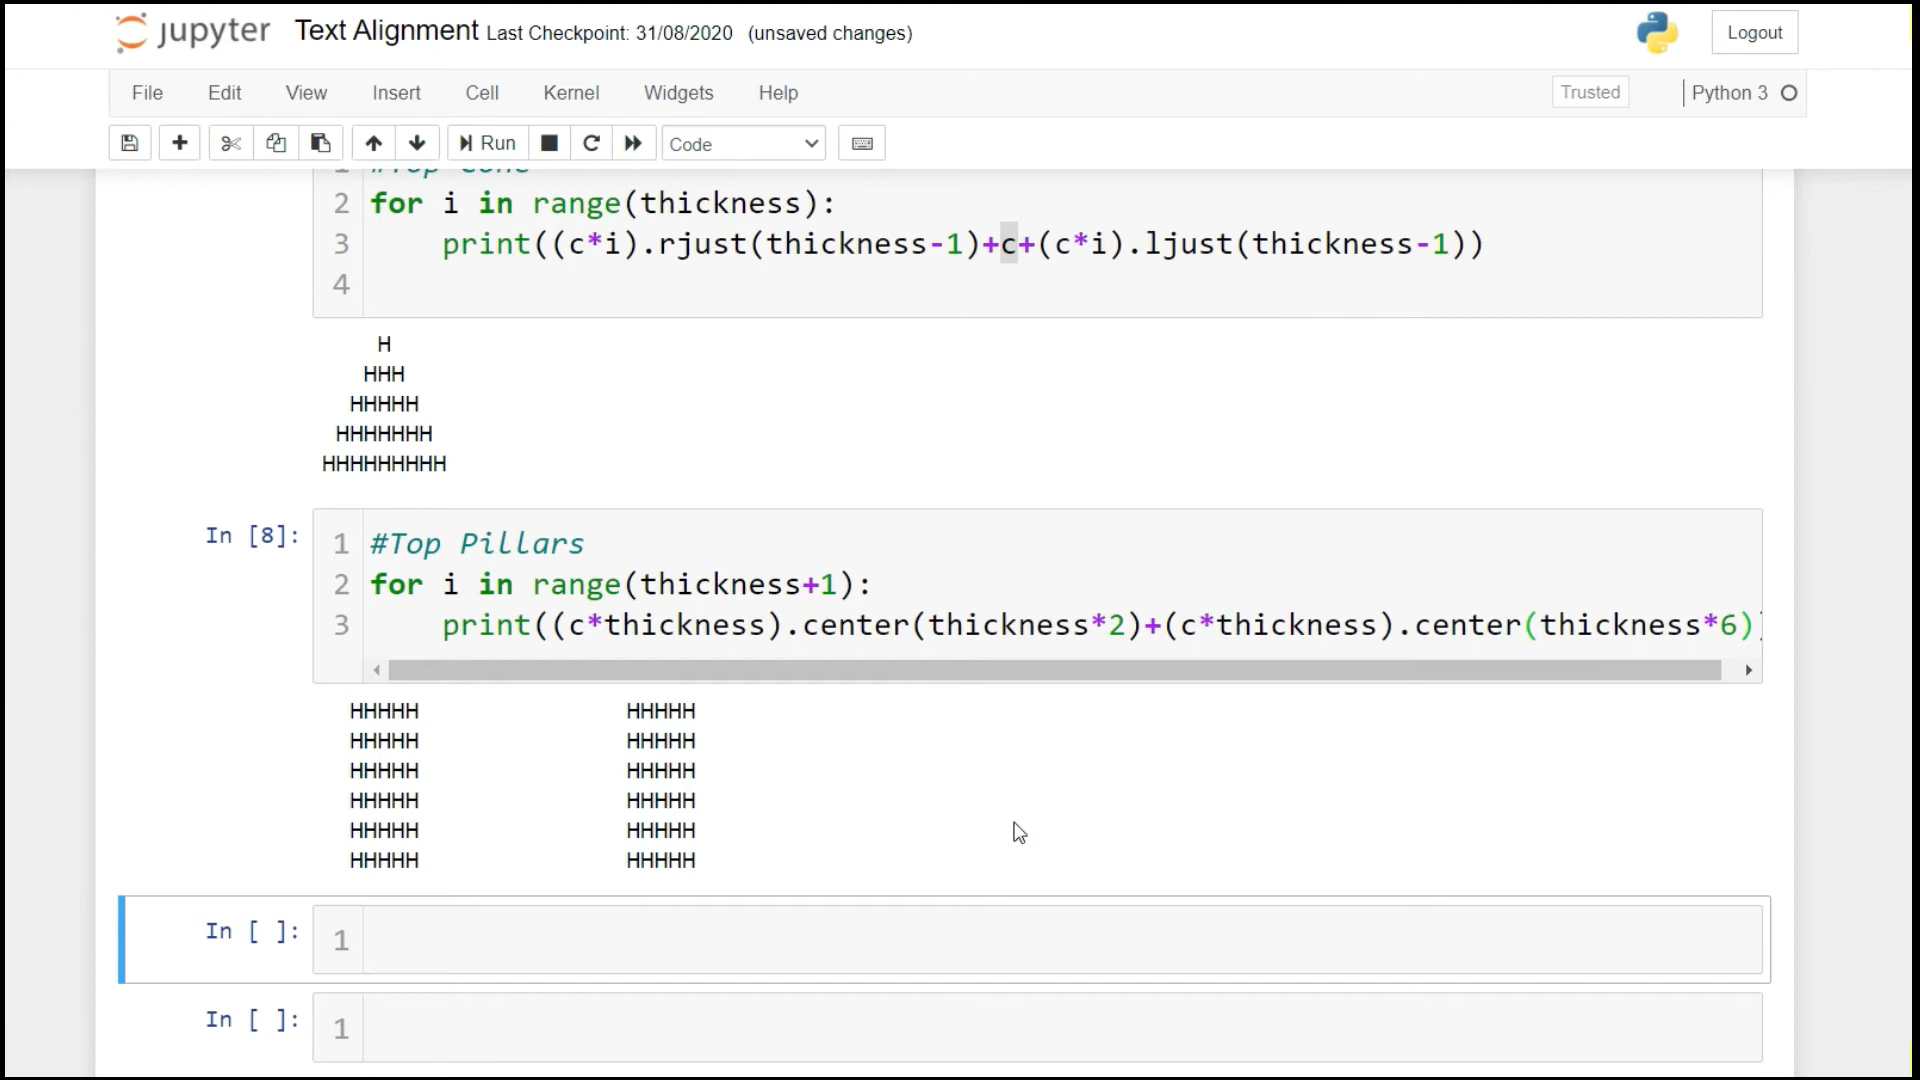 jupyter Text Alignment Last Checkpoint: 31/08/2020 (unsaved changes) Logout
File Edit View Insert Cell Kernel Widgets Help Trusted Python 3
Run Code
1 #Top Cone
2 for i in range(thickness):
3 print((c*i).rjust(thickness-1)+c+(c*i).ljust(thickness-1))
4
H
HHH
HHHHH
HHHHHHH
HHHHHHHHH
In [8]:
1 #Top Pillars
2 for i in range(thickness+1):
3 print((c*thickness).center(thickness*2)+(c*thickness).center(thickness*6))
HHHHH HHHHH
HHHHH HHHHH
HHHHH HHHHH
HHHHH HHHHH
HHHHH HHHHH
HHHHH HHHHH
In [ ]: 1
In [ ]: 1